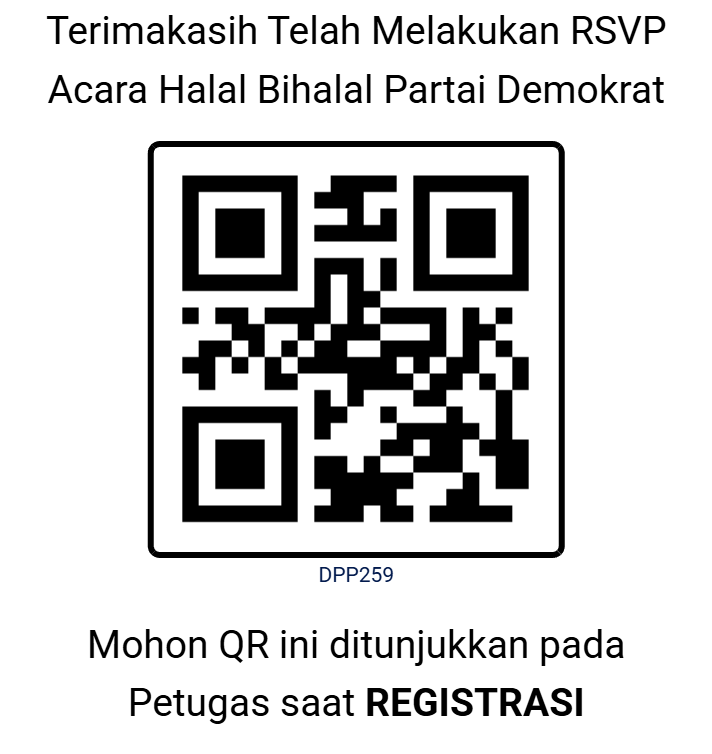 Terimakasih Telah Melakukan RSVP
Acara Halal Bihalal Partai Demokrat
DPP259
Mohon QR ini ditunjukkan pada
Petugas saat REGISTRASI